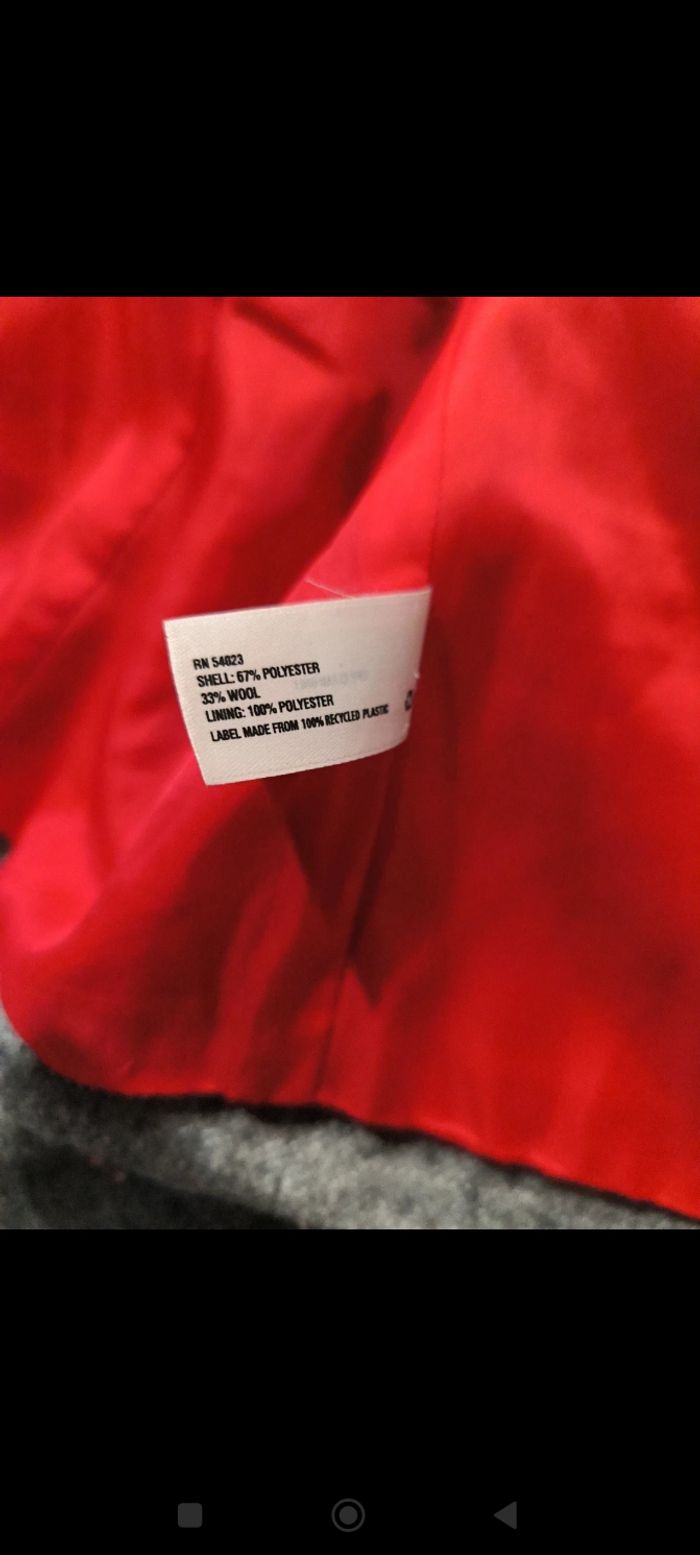 RN 54023
SHELL: 67% POLYESTER
33% WOOL
LINING: 100% POLYESTER
LABEL MADE FROM 100% RECYCLED PLASTIC